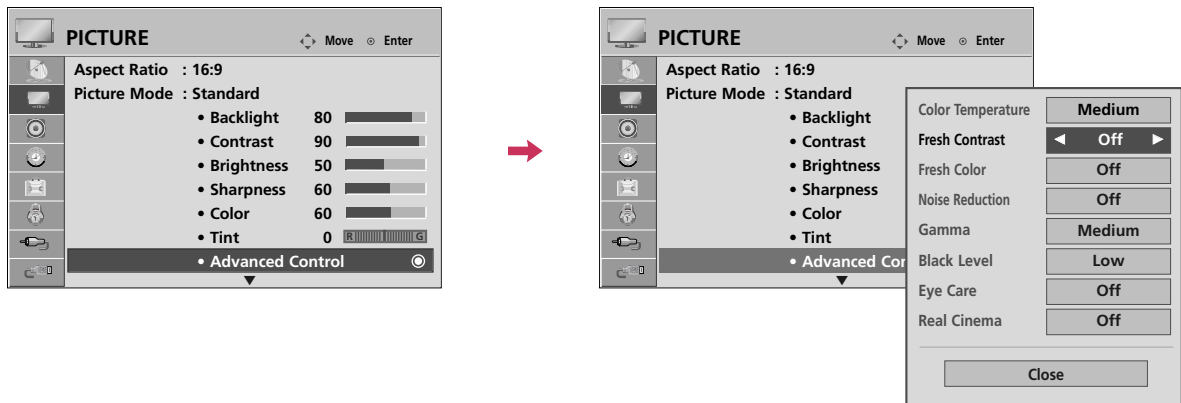 PICTURE Move Enter
Aspect Ratio : 16:9
Picture Mode : Standard
• Backlight 80
• Contrast 90
• Brightness 50
• Sharpness 60
• Color 60
• Tint 0 R G
• Advanced Control
PICTURE Move Enter
Aspect Ratio : 16:9
Picture Mode : Standard
• Backlight
• Contrast
• Brightness
• Sharpness
• Color
• Tint
• Advanced Con
Color Temperature Medium
Fresh Contrast ◄ Off ►
Fresh Color Off
Noise Reduction Off
Gamma Medium
Black Level Low
Eye Care Off
Real Cinema Off
Close